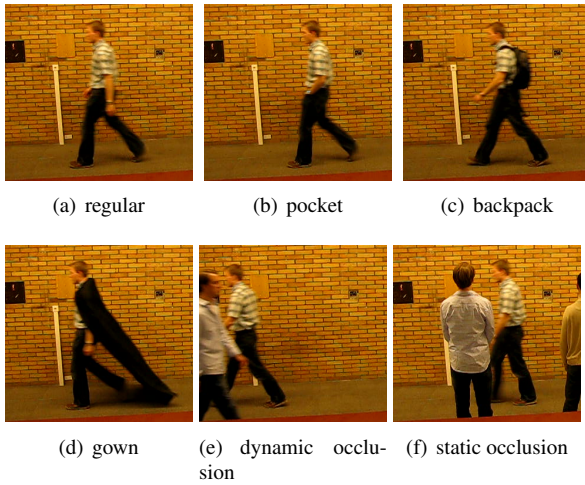 (a) regular
(b) pocket
(c) backpack
(d) gown
(e) dynamic occlu-
sion
(f) static occlusion